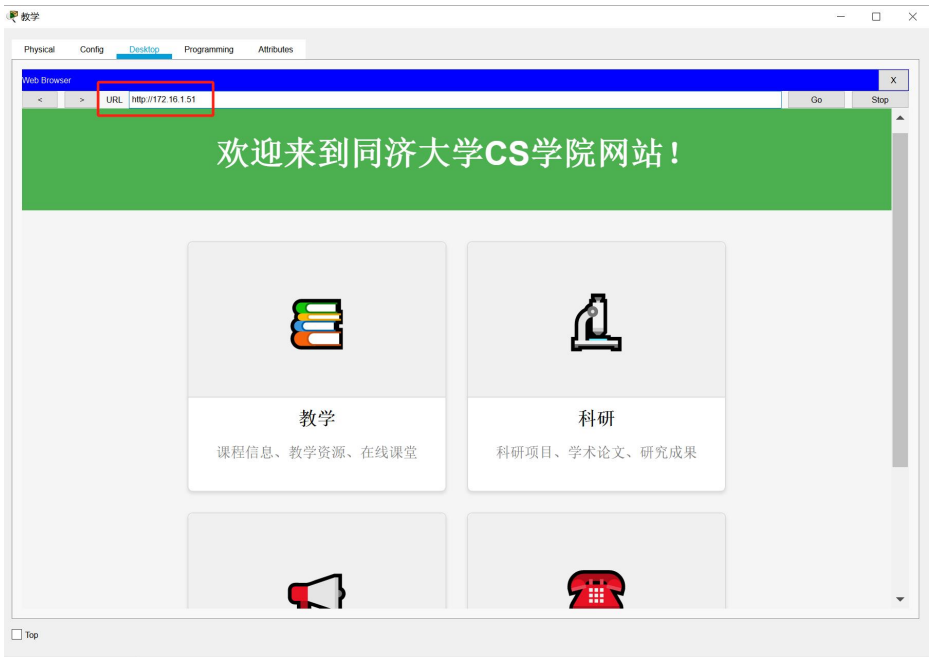 教学
Physical Config Desktop Programming Attributes
Web Browser X
< > URL http://172.16.1.51 Go Stop
欢迎来到同济大学CS学院网站！
教学 科研
课程信息、教学资源、在线课堂 科研项目、学术论文、研究成果
Top